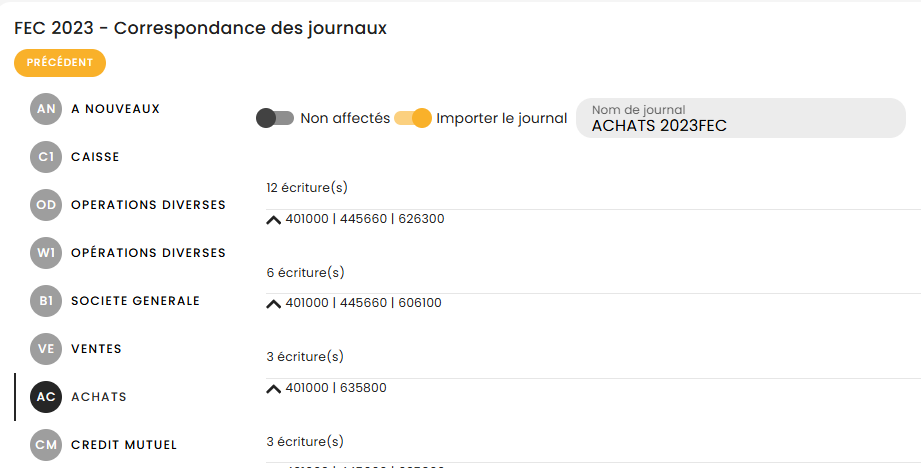 FEC 2023 - Correspondance des journaux
PRÉCÉDENT
AN A NOUVEAUX
C1 CAISSE
OD OPERATIONS DIVERSES
W1 OPÉRATIONS DIVERSES
B1 SOCIETE GENERALE
VE VENTES
AC ACHATS
CM CREDIT MUTUEL
Non affectés
Importer le journal
Nom de journal
ACHATS 2023FEC
12 écriture(s)
401000 | 445660 | 626300
6 écriture(s)
401000 | 445660 | 606100
3 écriture(s)
401000 | 635800
3 écriture(s)